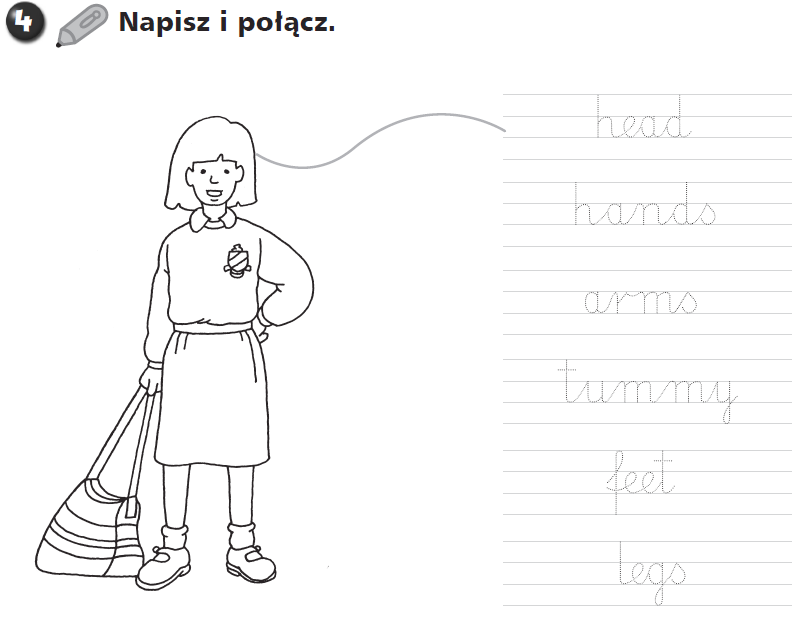 4 Napisz i połącz.
head
hands
arms
tummy
feet
legs